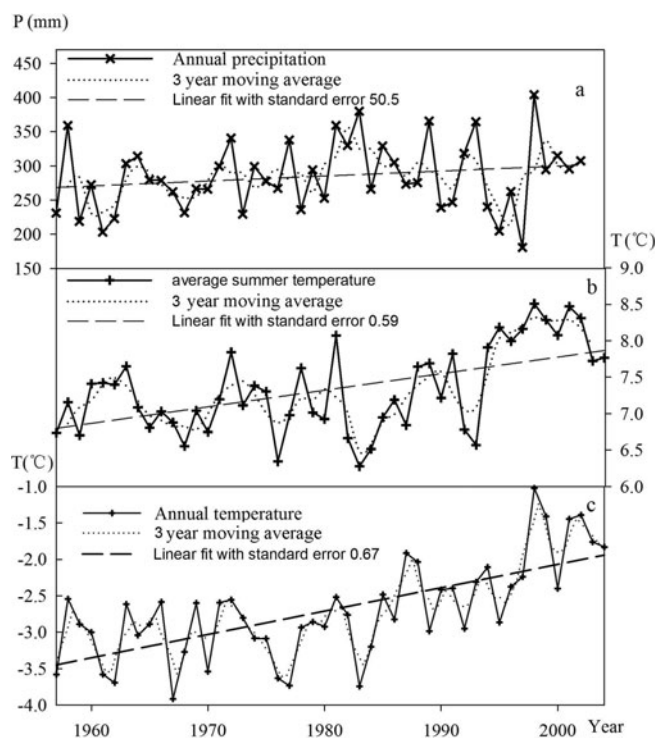 P (mm)
450
400
350
300
250
200
150
Annual precipitation
3 year moving average
Linear fit with standard error 50.5
a
T(℃)
9.0
8.5
8.0
7.5
7.0
6.5
6.0
average summer temperature
3 year moving average
Linear fit with standard error 0.59
b
T(℃)
-1.0
-1.5
-2.0
-2.5
-3.0
-3.5
-4.0
Annual temperature
3 year moving average
Linear fit with standard error 0.67
c
1960 1970 1980 1990 2000 Year